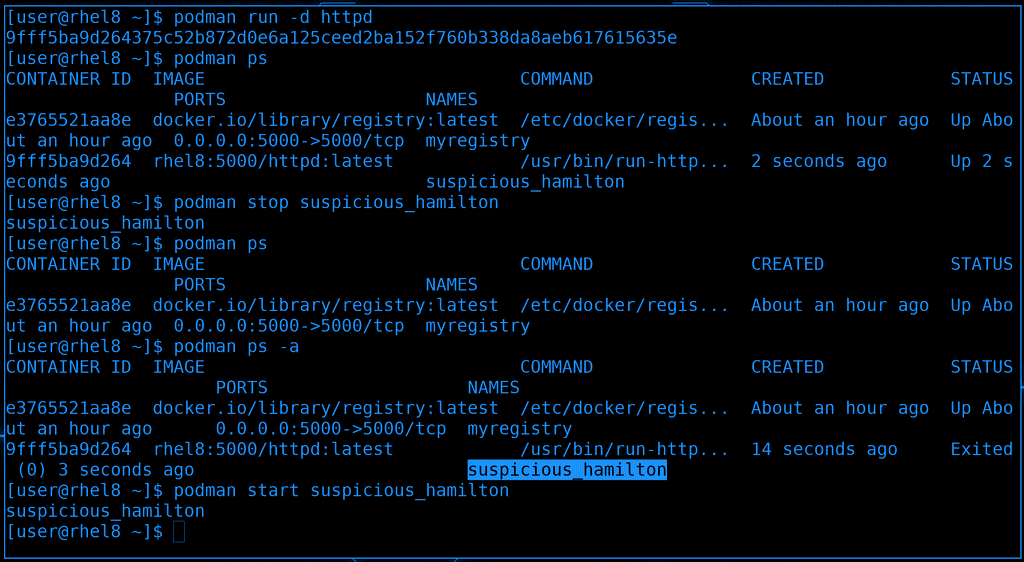 [user@rhel8 ~]$ podman run -d httpd
9fff5ba9d264375c52b872d0e6a125ceed2ba152f760b338da8aeb617615635e
[user@rhel8 ~]$ podman ps
CONTAINER ID  IMAGE                              COMMAND               CREATED            STATUS
                PORTS                   NAMES
e3765521aa8e  docker.io/library/registry:latest  /etc/docker/regis...  About an hour ago  Up Abo
ut an hour ago  0.0.0.0:5000->5000/tcp  myregistry
9fff5ba9d264  rhel8:5000/httpd:latest            /usr/bin/run-http...  2 seconds ago      Up 2 s
econds ago                              suspicious_hamilton
[user@rhel8 ~]$ podman stop suspicious_hamilton
suspicious_hamilton
[user@rhel8 ~]$ podman ps
CONTAINER ID  IMAGE                              COMMAND               CREATED            STATUS
                PORTS                   NAMES
e3765521aa8e  docker.io/library/registry:latest  /etc/docker/regis...  About an hour ago  Up Abo
ut an hour ago  0.0.0.0:5000->5000/tcp  myregistry
[user@rhel8 ~]$ podman ps -a
CONTAINER ID  IMAGE                              COMMAND               CREATED            STATUS
                    PORTS                   NAMES
e3765521aa8e  docker.io/library/registry:latest  /etc/docker/regis...  About an hour ago  Up Abo
ut an hour ago      0.0.0.0:5000->5000/tcp  myregistry
9fff5ba9d264  rhel8:5000/httpd:latest            /usr/bin/run-http...  14 seconds ago     Exited
 (0) 3 seconds ago                          suspicious_hamilton
[user@rhel8 ~]$ podman start suspicious_hamilton
suspicious_hamilton
[user@rhel8 ~]$